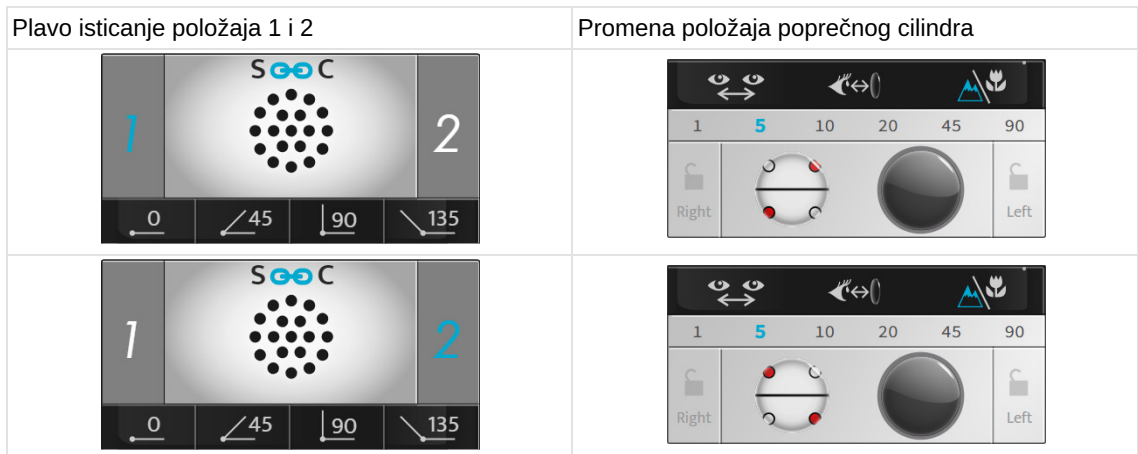 Plavo isticanje položaja 1 i 2
Promena položaja poprečnog cilindra
S C
1
2
0 45 90 135
1 5 10 20 45 90
Right
Left
S C
1
2
0 45 90 135
1 5 10 20 45 90
Right
Left